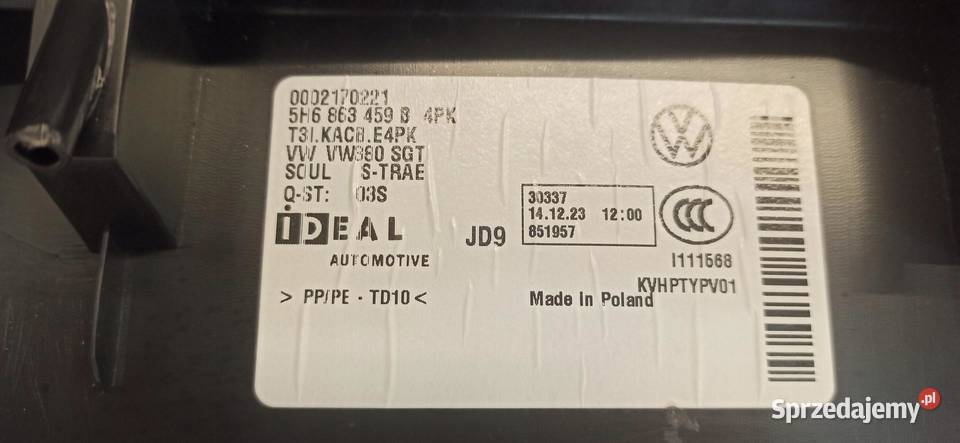 0002170221
5H6 863 459 B 4PK
T3I.KACB.E4PK
VW VW380 SGT
SOUL S-TRAE
Q-ST: 03S
iDEAL
AUTOMOTIVE
JD9
30337
14.12.23 12:00
851957
CCC
I111568
KVHPTYPV01
> PP/PE - TD10 <
Made In Poland
Sprzedajemy.pl